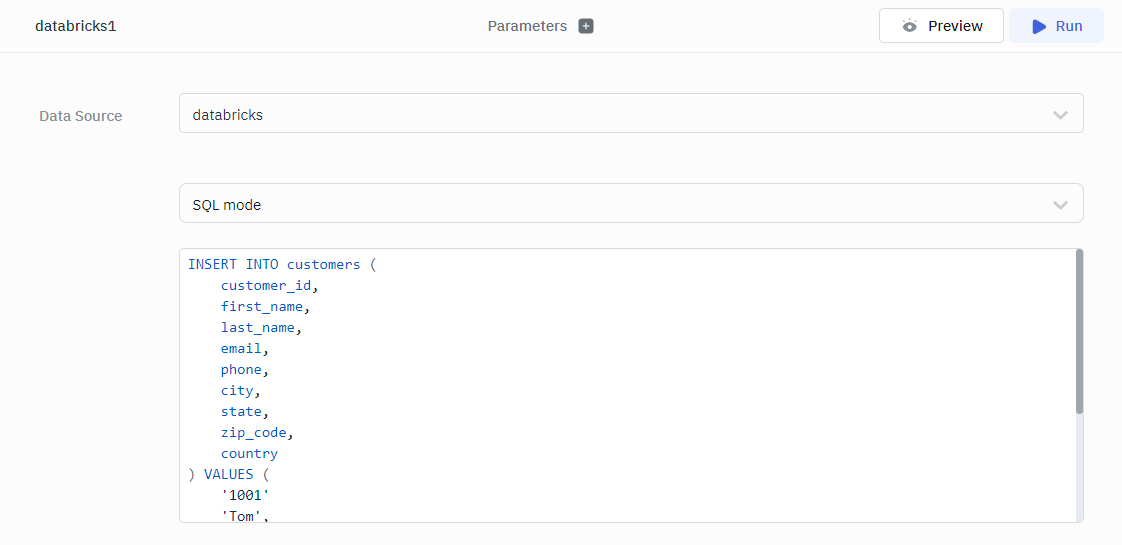 databricks1
Parameters
Preview
Run
Data Source
databricks
SQL mode
INSERT INTO customers (
    customer_id,
    first_name,
    last_name,
    email,
    phone,
    city,
    state,
    zip_code,
    country
) VALUES (
    '1001'
    'Tom',